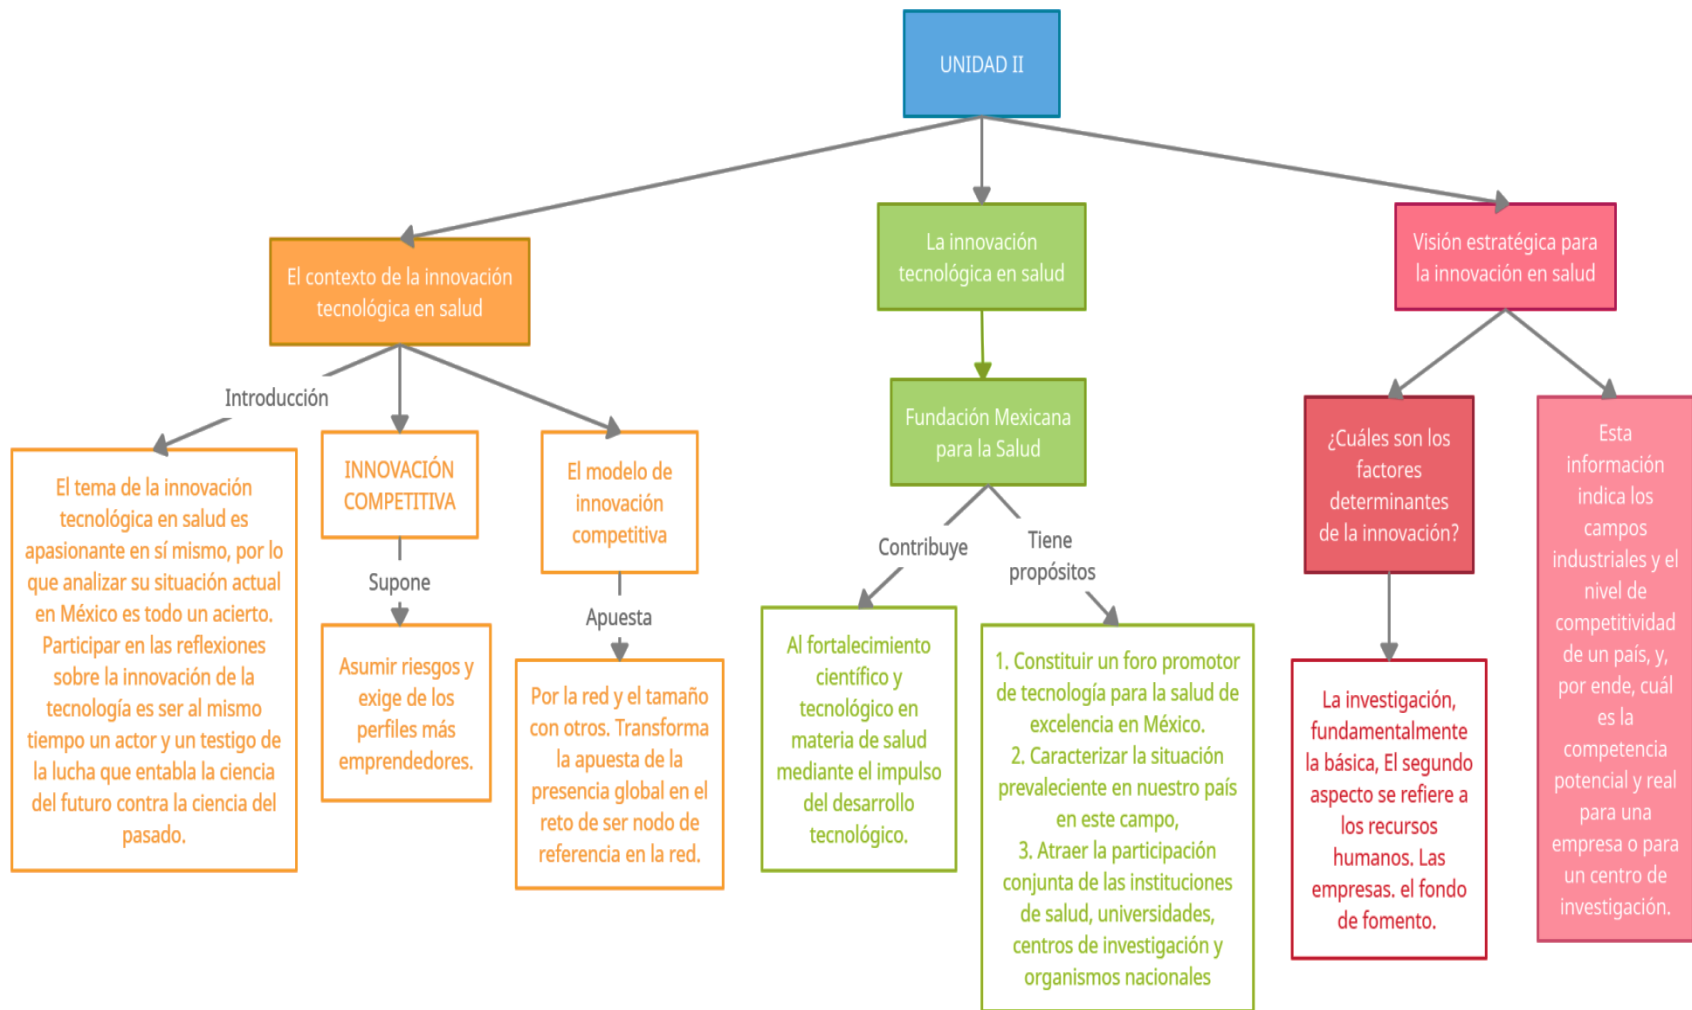 UNIDAD II
El contexto de la innovación
tecnológica en salud
Introducción
El tema de la innovación
tecnológica en salud es
apasionante en sí mismo, por lo
que analizar su situación actual
en México es todo un acierto.
Participar en las reflexiones
sobre la innovación de la
tecnología es ser al mismo
tiempo un actor y un testigo de
la lucha que entabla la ciencia
del futuro contra la ciencia del
pasado.
INNOVACIÓN
COMPETITIVA
Supone
Asumir riesgos y
exige de los
perfiles más
emprendedores.
El modelo de
innovación
competitiva
Apuesta
Por la red y el tamaño
con otros. Transforma
la apuesta de la
presencia global en el
reto de ser nodo de
referencia en la red.
La innovación
tecnológica en salud
Fundación Mexicana
para la Salud
Contribuye
Al fortalecimiento
científico y
tecnológico en
materia de salud
mediante el impulso
del desarrollo
tecnológico.
Tiene
propósitos
1. Constituir un foro promotor
de tecnología para la salud de
excelencia en México.
2. Caracterizar la situación
prevaleciente en nuestro país
en este campo,
3. Atraer la participación
conjunta de las instituciones
de salud, universidades,
centros de investigación y
organismos nacionales
Visión estratégica para
la innovación en salud
¿Cuáles son los
factores
determinantes
de la innovación?
La investigación,
fundamentalmente
la básica, El segundo
aspecto se refiere a
los recursos
humanos. Las
empresas. el fondo
de fomento.
Esta
información
indica los
campos
industriales y el
nivel de
competitividad
de un país, y,
por ende, cuál
es la
competencia
potencial y real
para una
empresa o para
un centro de
investigación.